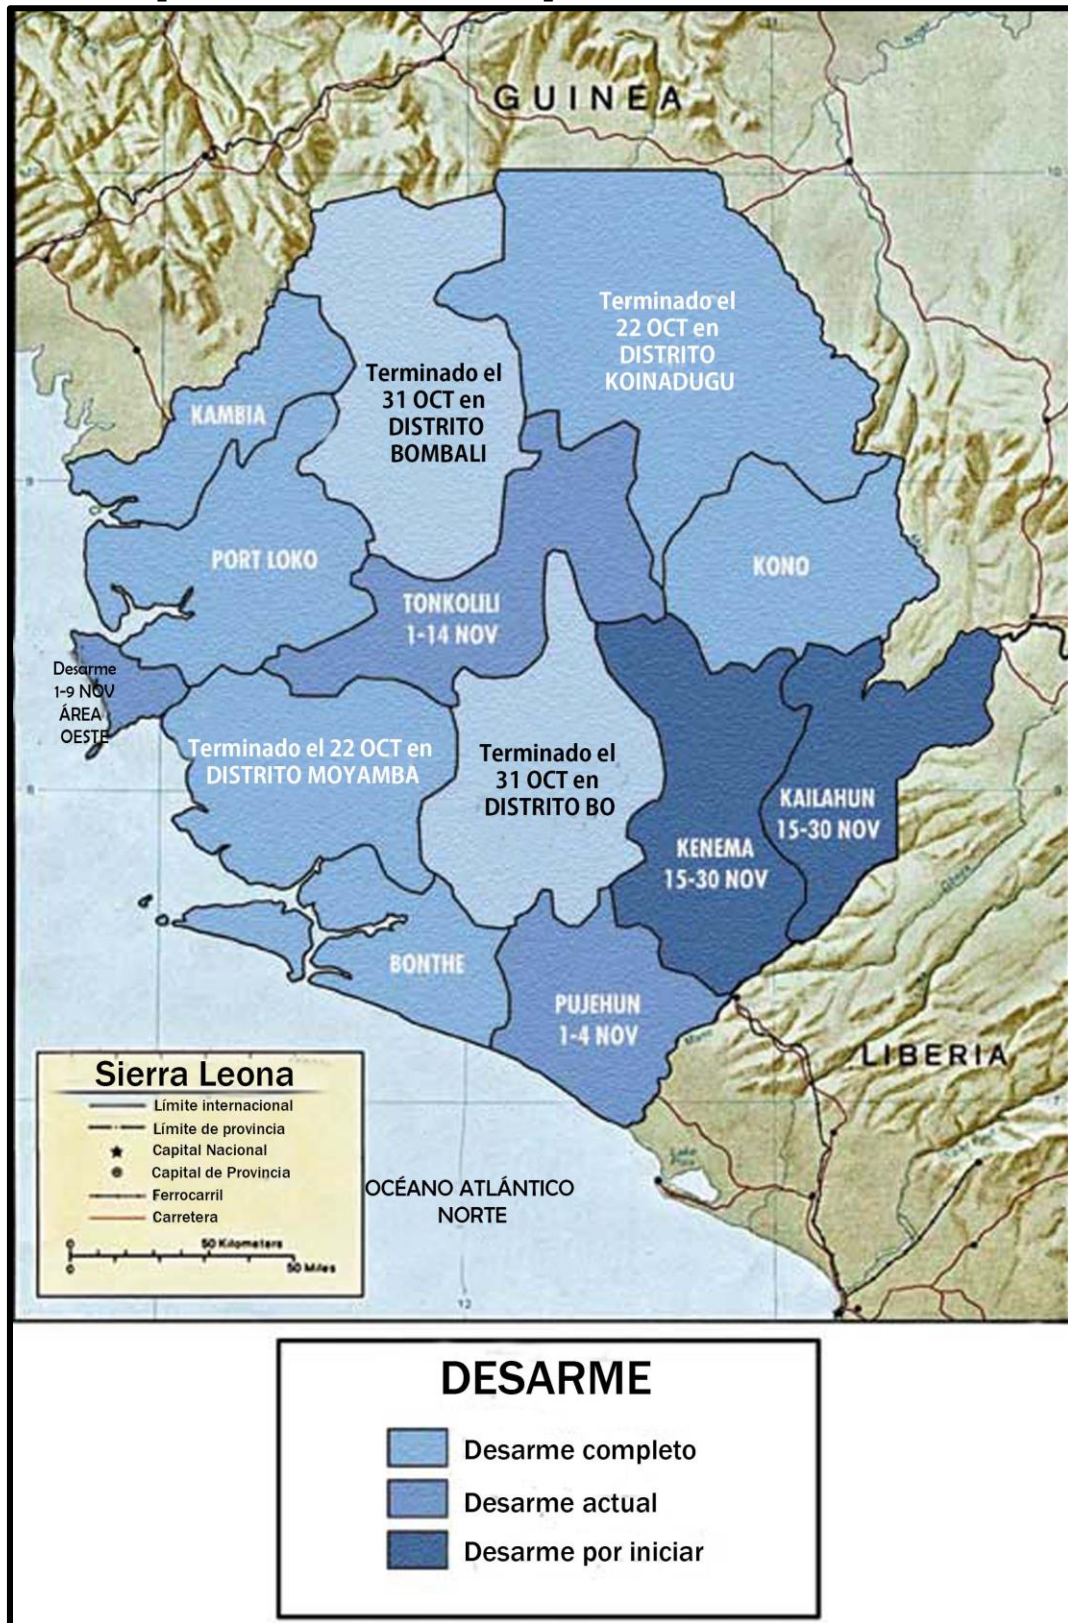 GUINEA
Terminado el
22 OCT en
DISTRITO
KOINADUGU
Terminado el
31 OCT en
DISTRITO
BOMBALI
KAMBIA
PORT LOKO
KONO
TONKOLILI
1-14 NOV
Desarme
1-9 NOV
ÁREA
OESTE
Terminado el 22 OCT en
DISTRITO MOYAMBA
Terminado el
31 OCT en
DISTRITO BO
KAILAHUN
15-30 NOV
KENEMA
15-30 NOV
BONTHE
PUJEHUN
1-4 NOV
LIBERIA
Sierra Leona
Límite internacional
Límite de provincia
Capital Nacional
Capital de Provincia
Ferrocarril
Carretera
0 50 Kilometers
0 50 Miles
OCÉANO ATLÁNTICO
NORTE
12
DESARME
Desarme completo
Desarme actual
Desarme por iniciar